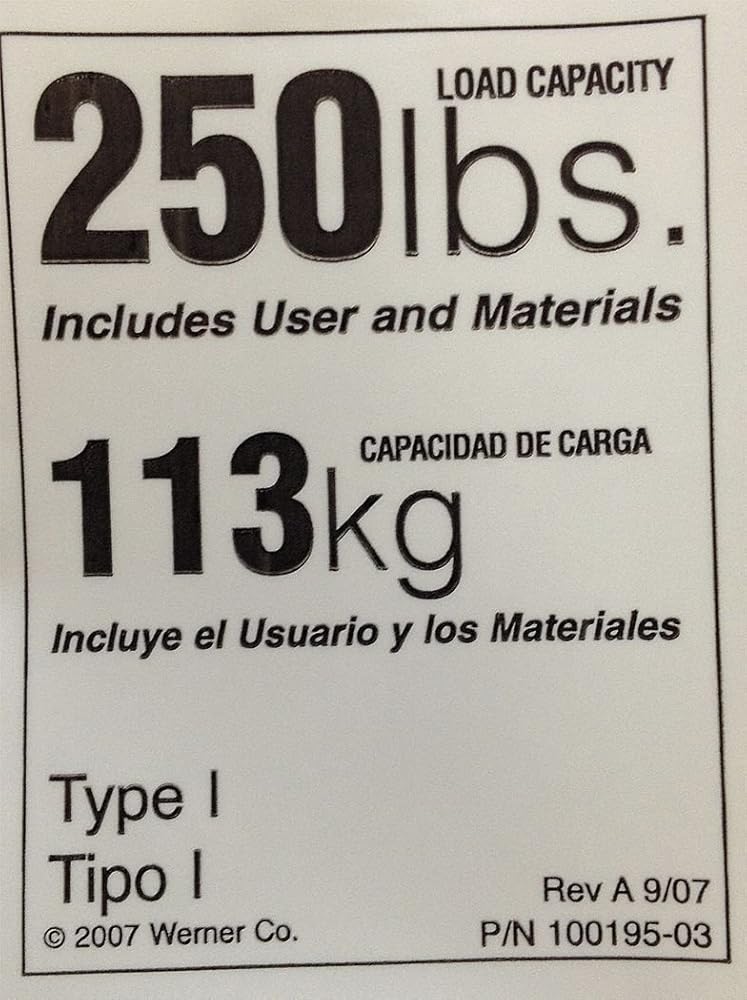 LOAD CAPACITY
250lbs.
Includes User and Materials
CAPACIDAD DE CARGA
113kg
Incluye el Usuario y los Materiales
Type I
Tipo I
© 2007 Werner Co.
Rev A 9/07
P/N 100195-03